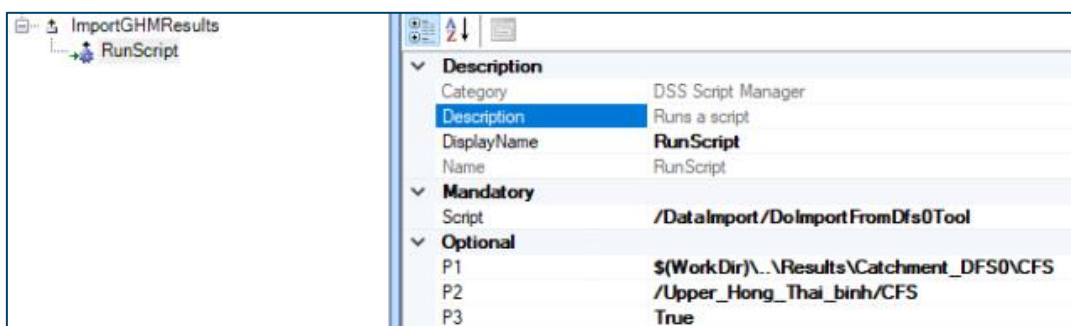 ImportGHMResults
RunScript
Description
Category DSS Script Manager
Description Runs a script
DisplayName RunScript
Name RunScript
Mandatory
Script /DataImport/DoImportFromDfs0Tool
Optional
P1 $(WorkDir)\..\Results\Catchment_DFS0\CFS
P2 /Upper_Hong_Thai_binh/CFS
P3 True